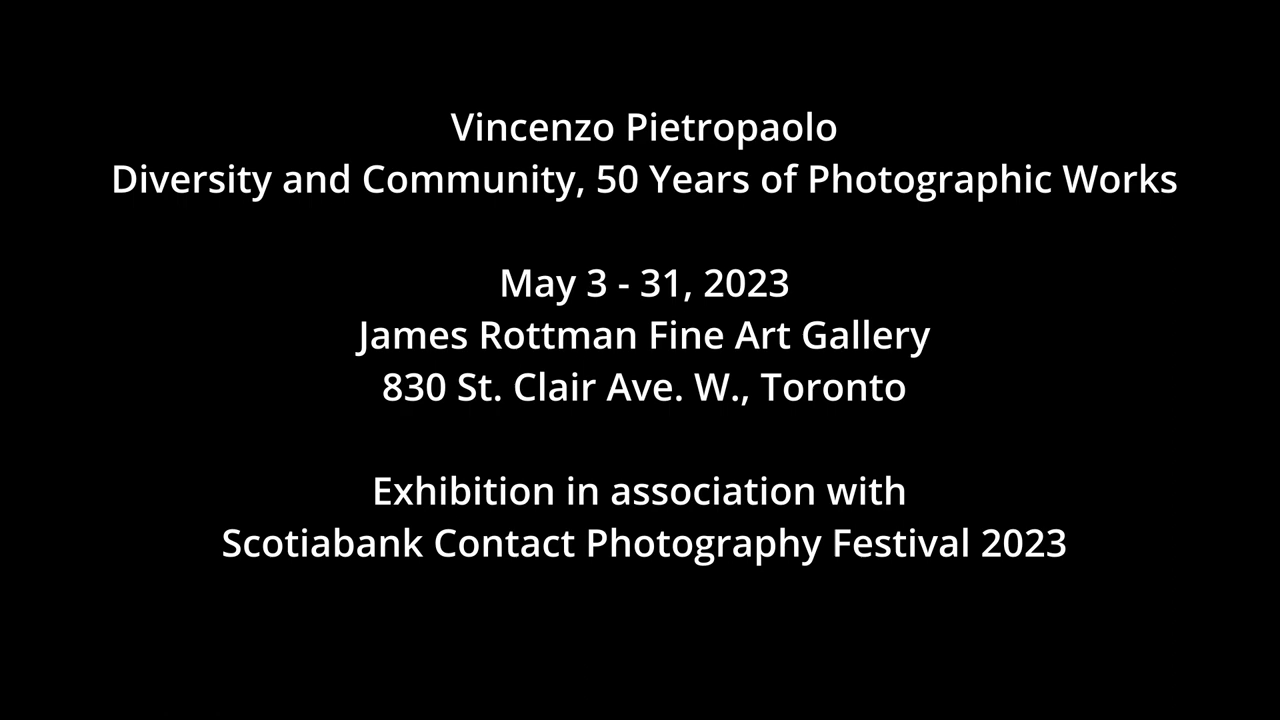 Vincenzo Pietropaolo
Diversity and Community, 50 Years of Photographic Works
May 3 - 31, 2023
James Rottman Fine Art Gallery
830 St. Clair Ave. W., Toronto
Exhibition in association with
Scotiabank Contact Photography Festival 2023